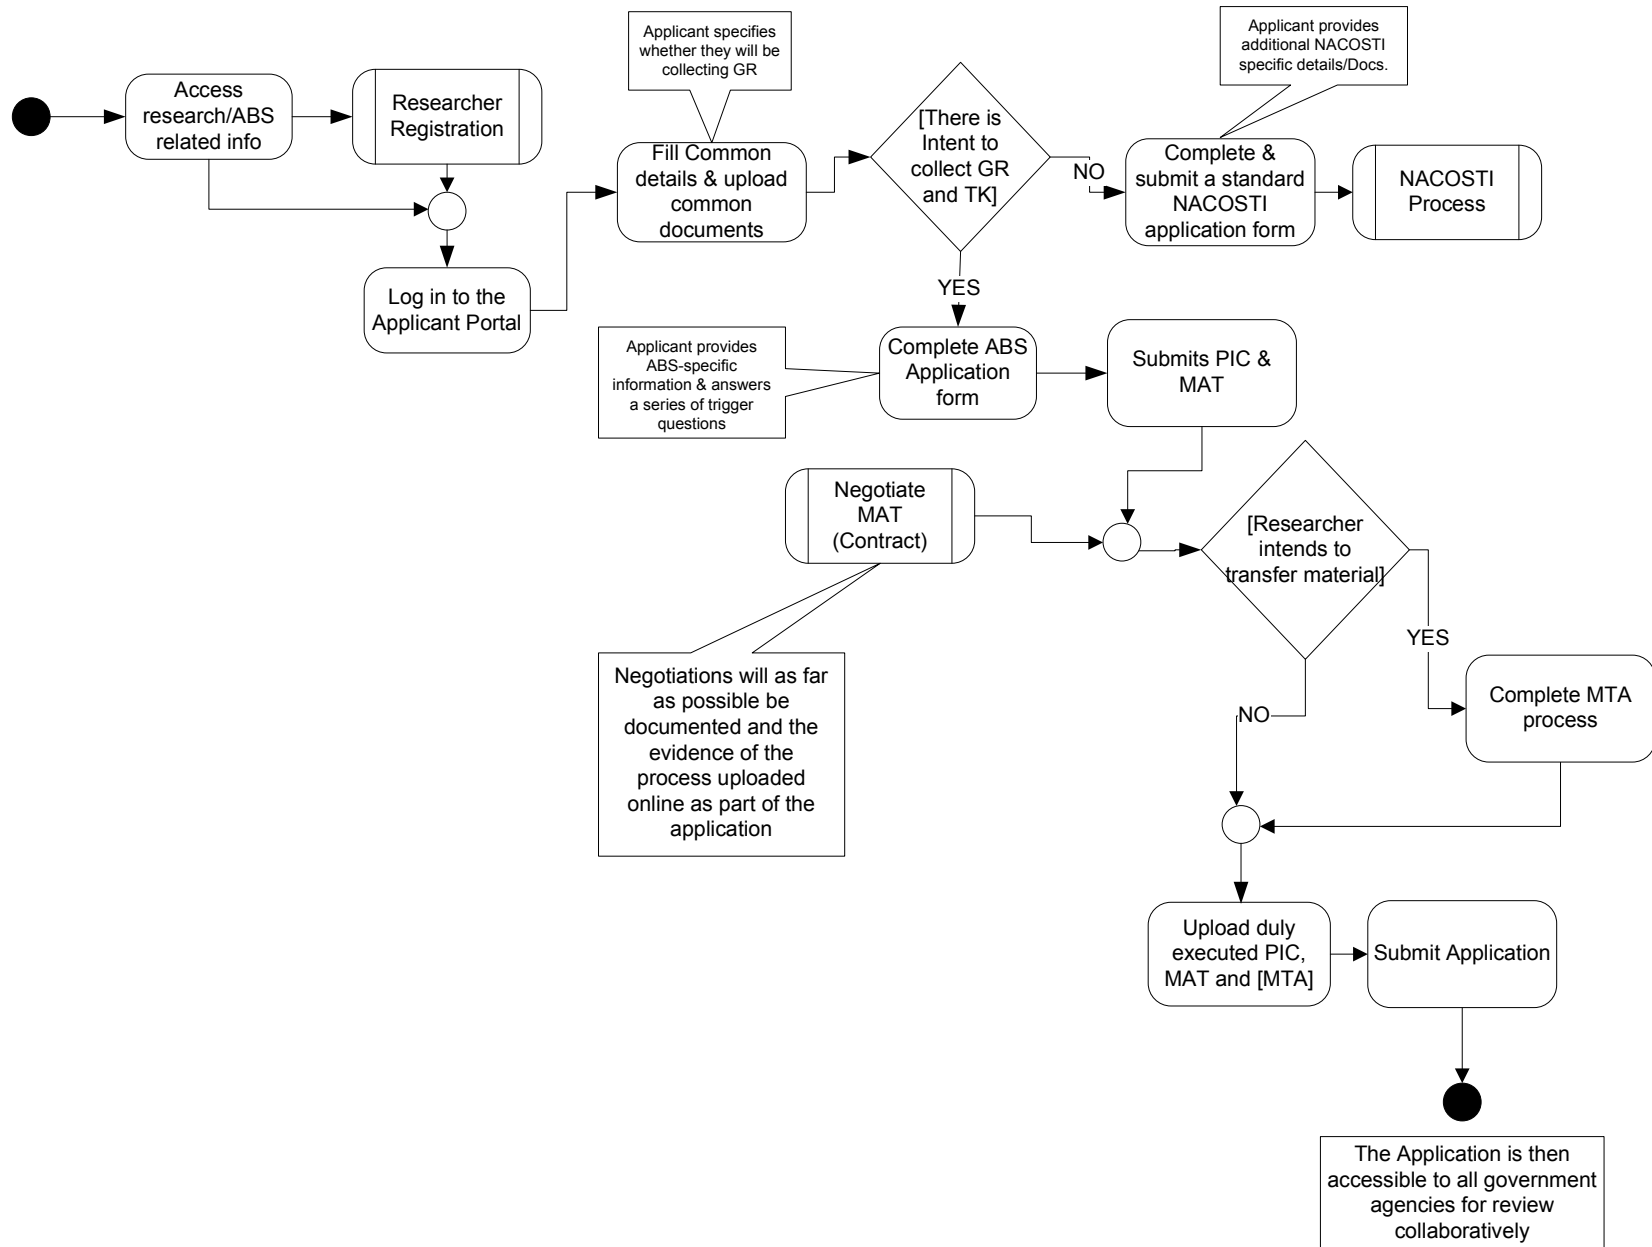 Applicant specifies
whether they will be
collecting GR
Applicant provides
additional NACOSTI
specific details/Docs.
Access
research/ABS
related info
Researcher
Registration
Fill Common
details & upload
common
documents
[There is
Intent to
collect GR
and TK]
NO
Complete &
submit a standard
NACOSTI
application form
NACOSTI
Process
Log in to the
Applicant Portal
YES
Applicant provides
ABS-specific
information & answers
a series of trigger
questions
Complete ABS
Application
form
Submits PIC &
MAT
Negotiate
MAT
(Contract)
[Researcher
intends to
transfer material]
YES
Negotiations will as far
as possible be
documented and the
evidence of the
process uploaded
online as part of the
application
NO
Complete MTA
process
Upload duly
executed PIC,
MAT and [MTA]
Submit Application
The Application is then
accessible to all government
agencies for review
collaboratively